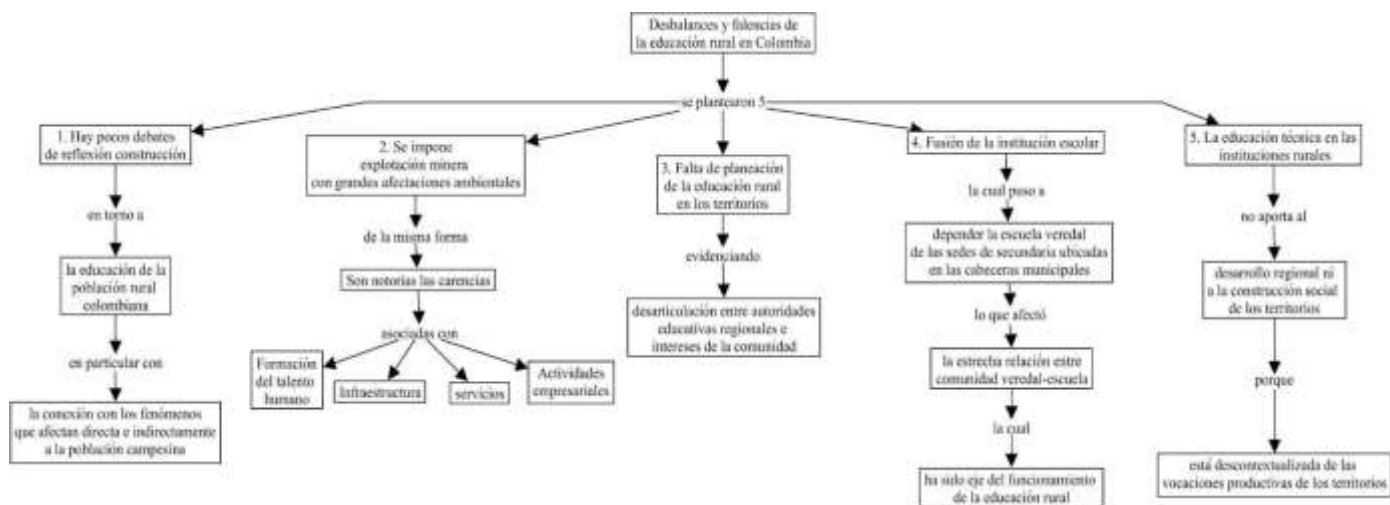 Desbalances y falencias de
la educación rural en Colombia
se plantearon 5
1. Hay pocos debates
de reflexión construcción
en torno a
la educación de la
población rural
colombiana
en particular con
la conexión con los fenómenos
que afectan directa e indirectamente
a la población campesina
2. Se impone
explotación minera
con grandes afectaciones ambientales
de la misma forma
Son notorias las carencias
asociadas con
Formación
del talento
humano
Infraestructura
servicios
Actividades
empresariales
3. Falta de planeación
de la educación rural
en los territorios
evidenciando
desarticulación entre autoridades
educativas regionales e
intereses de la comunidad
4. Fusión de la institución escolar
la cual puso a
depender la escuela veredal
de las sedes de secundaria ubicadas
en las cabeceras municipales
lo que afectó
la estrecha relación entre
comunidad veredal-escuela
la cual
ha sido eje del funcionamiento
de la educación rural
5. La educación técnica en las
instituciones rurales
no aporta al
desarrollo regional ni
a la construcción social
de los territorios
porque
está descontextualizada de las
vocaciones productivas de los territorios